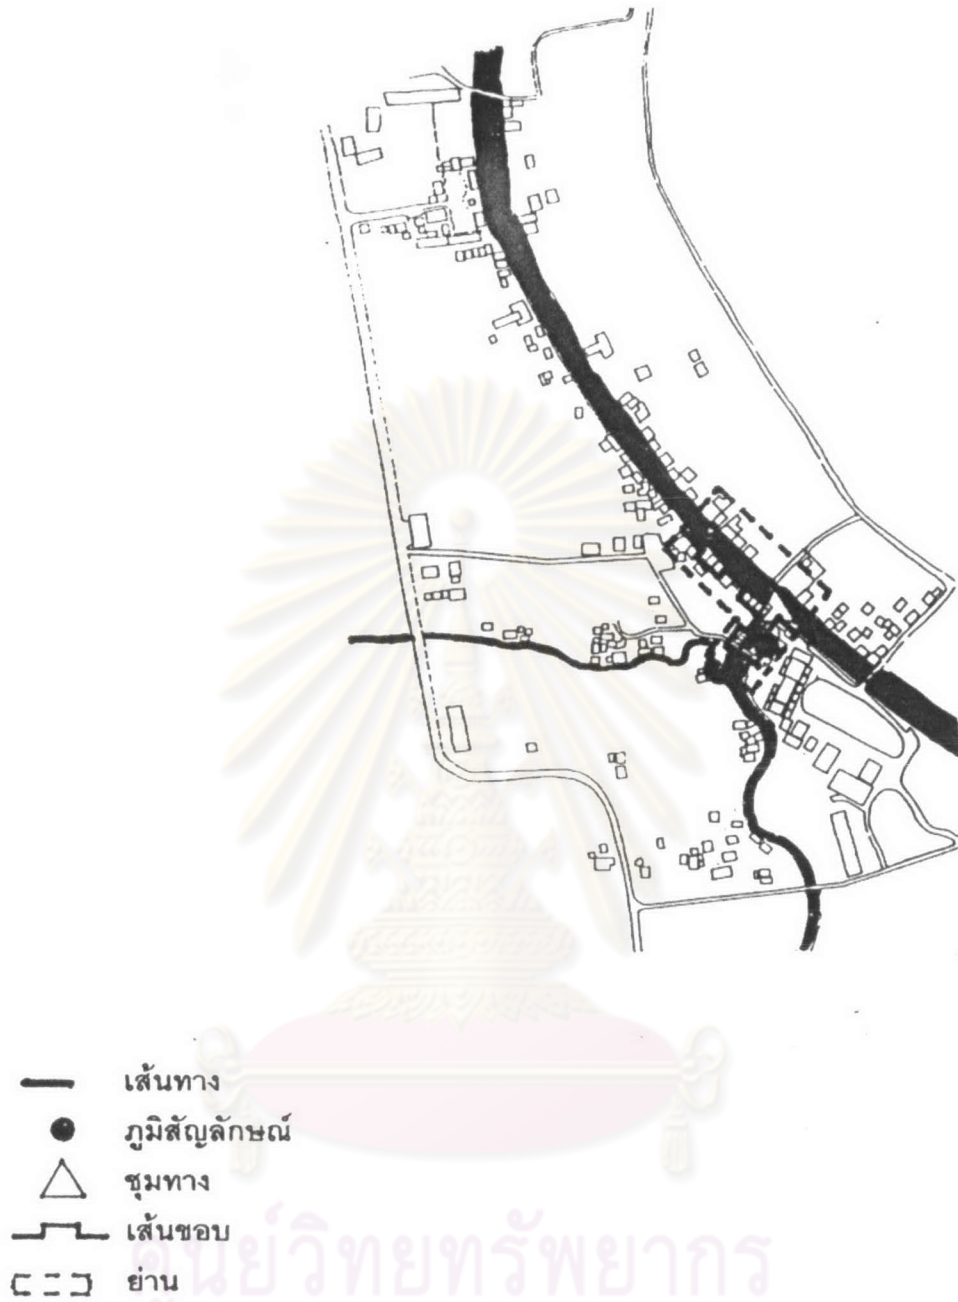 เส้นทาง
ภูมิสัญลักษณ์
ชุมทาง
เส้นขอบ
ย่าน
ศูนย์วิทยทรัพยากร